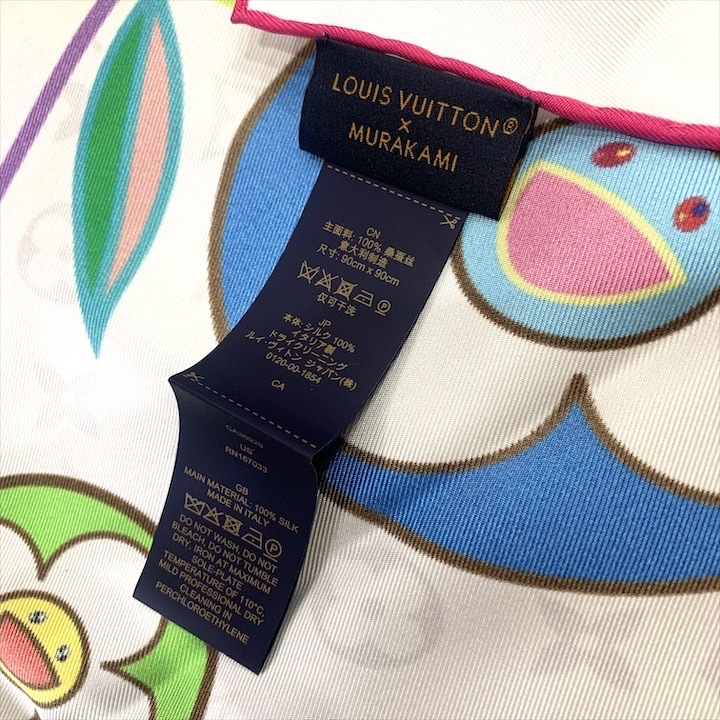 LOUIS VUITTON®
×
MURAKAMI
CN
主面料: 100% 桑蚕丝
意大利制造
尺寸: 90cm x 90cm
仅可干洗
JP
本体: シルク 100%
イタリア製
ドライクリーニング
ルイ ヴィトン ジャパン(株)
0120-00-1854
CA
US
RN167033
GB
MAIN MATERIAL: 100% SILK
MADE IN ITALY
DO NOT WASH, DO NOT
BLEACH, DO NOT TUMBLE
DRY, IRON AT MAXIMUM
SOLE-PLATE
TEMPERATURE OF 110°C,
MILD PROFESSIONAL DRY
CLEANING IN
PERCHLOROETHYLENE